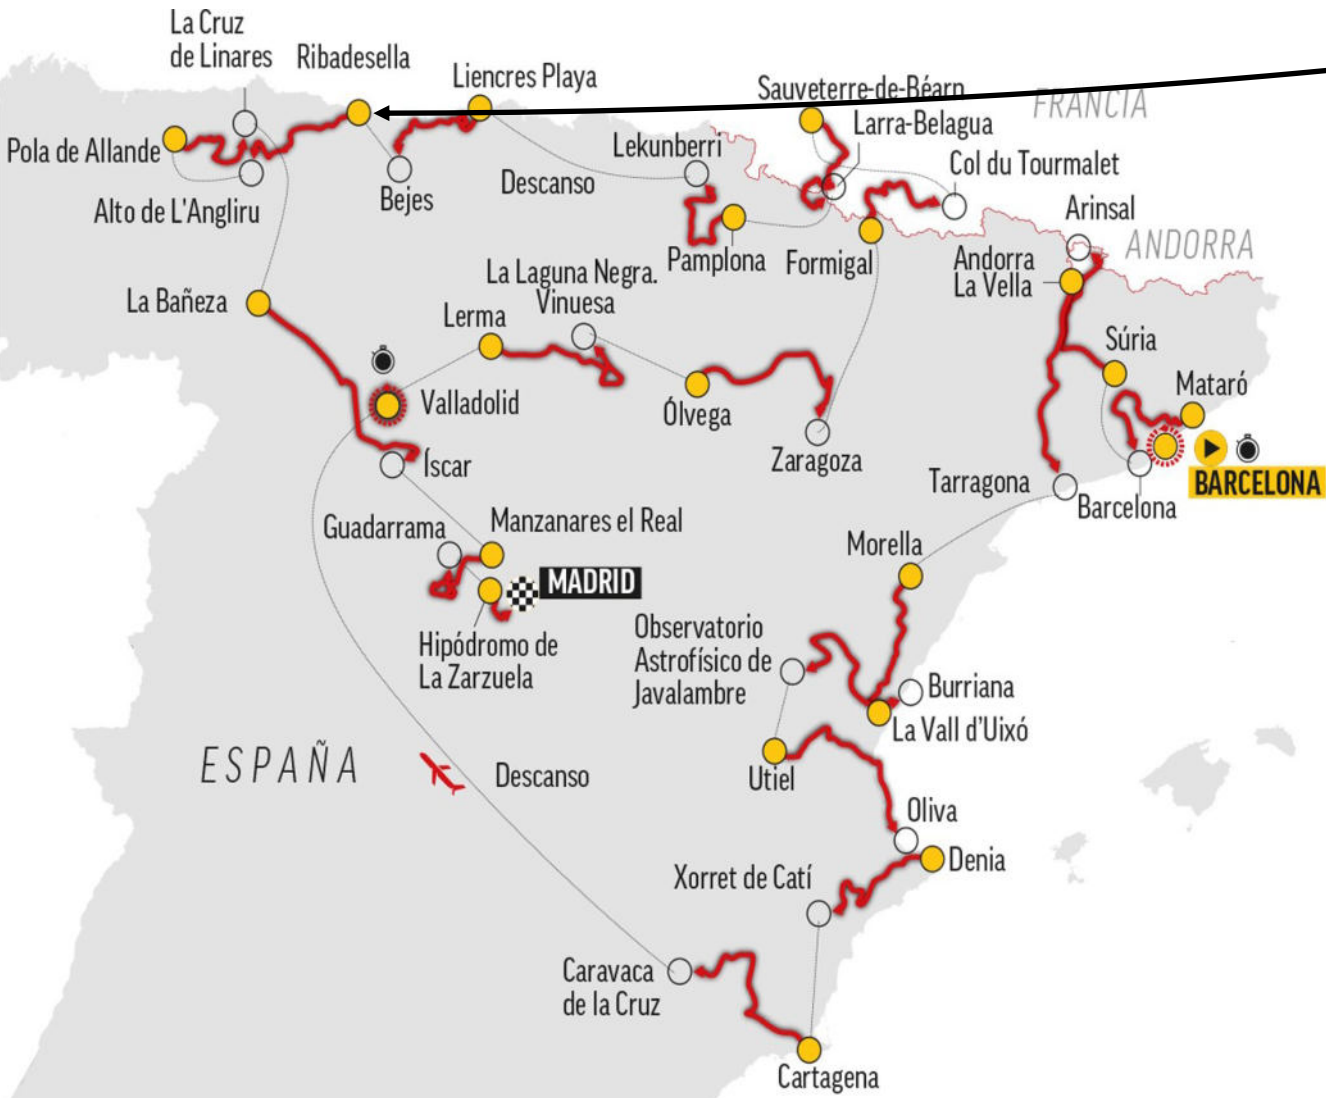 La Cruz
de Linares
Ribadesella
Liencres Playa
Sauveterre-de-Béarn
FRANCIA
Larra-Belagua
Pola de Allande
Lekunberri
Col du Tourmalet
Bejes
Descanso
Alto de L'Angliru
Arinsal
ANDORRA
Pamplona
Formigal
Andorra
La Vella
La Laguna Negra.
Vinuesa
La Bañeza
Lerma
Súria
Mataró
Valladolid
Ólvega
Íscar
Zaragoza
Tarragona
BARCELONA
Barcelona
Guadarrama
Manzanares el Real
Morella
MADRID
Observatorio
Astrofísico de
Javalambre
Hipódromo de
La Zarzuela
Burriana
La Vall d'Uixó
ESPAÑA
Descanso
Utiel
Oliva
Denia
Xorret de Catí
Caravaca
de la Cruz
Cartagena